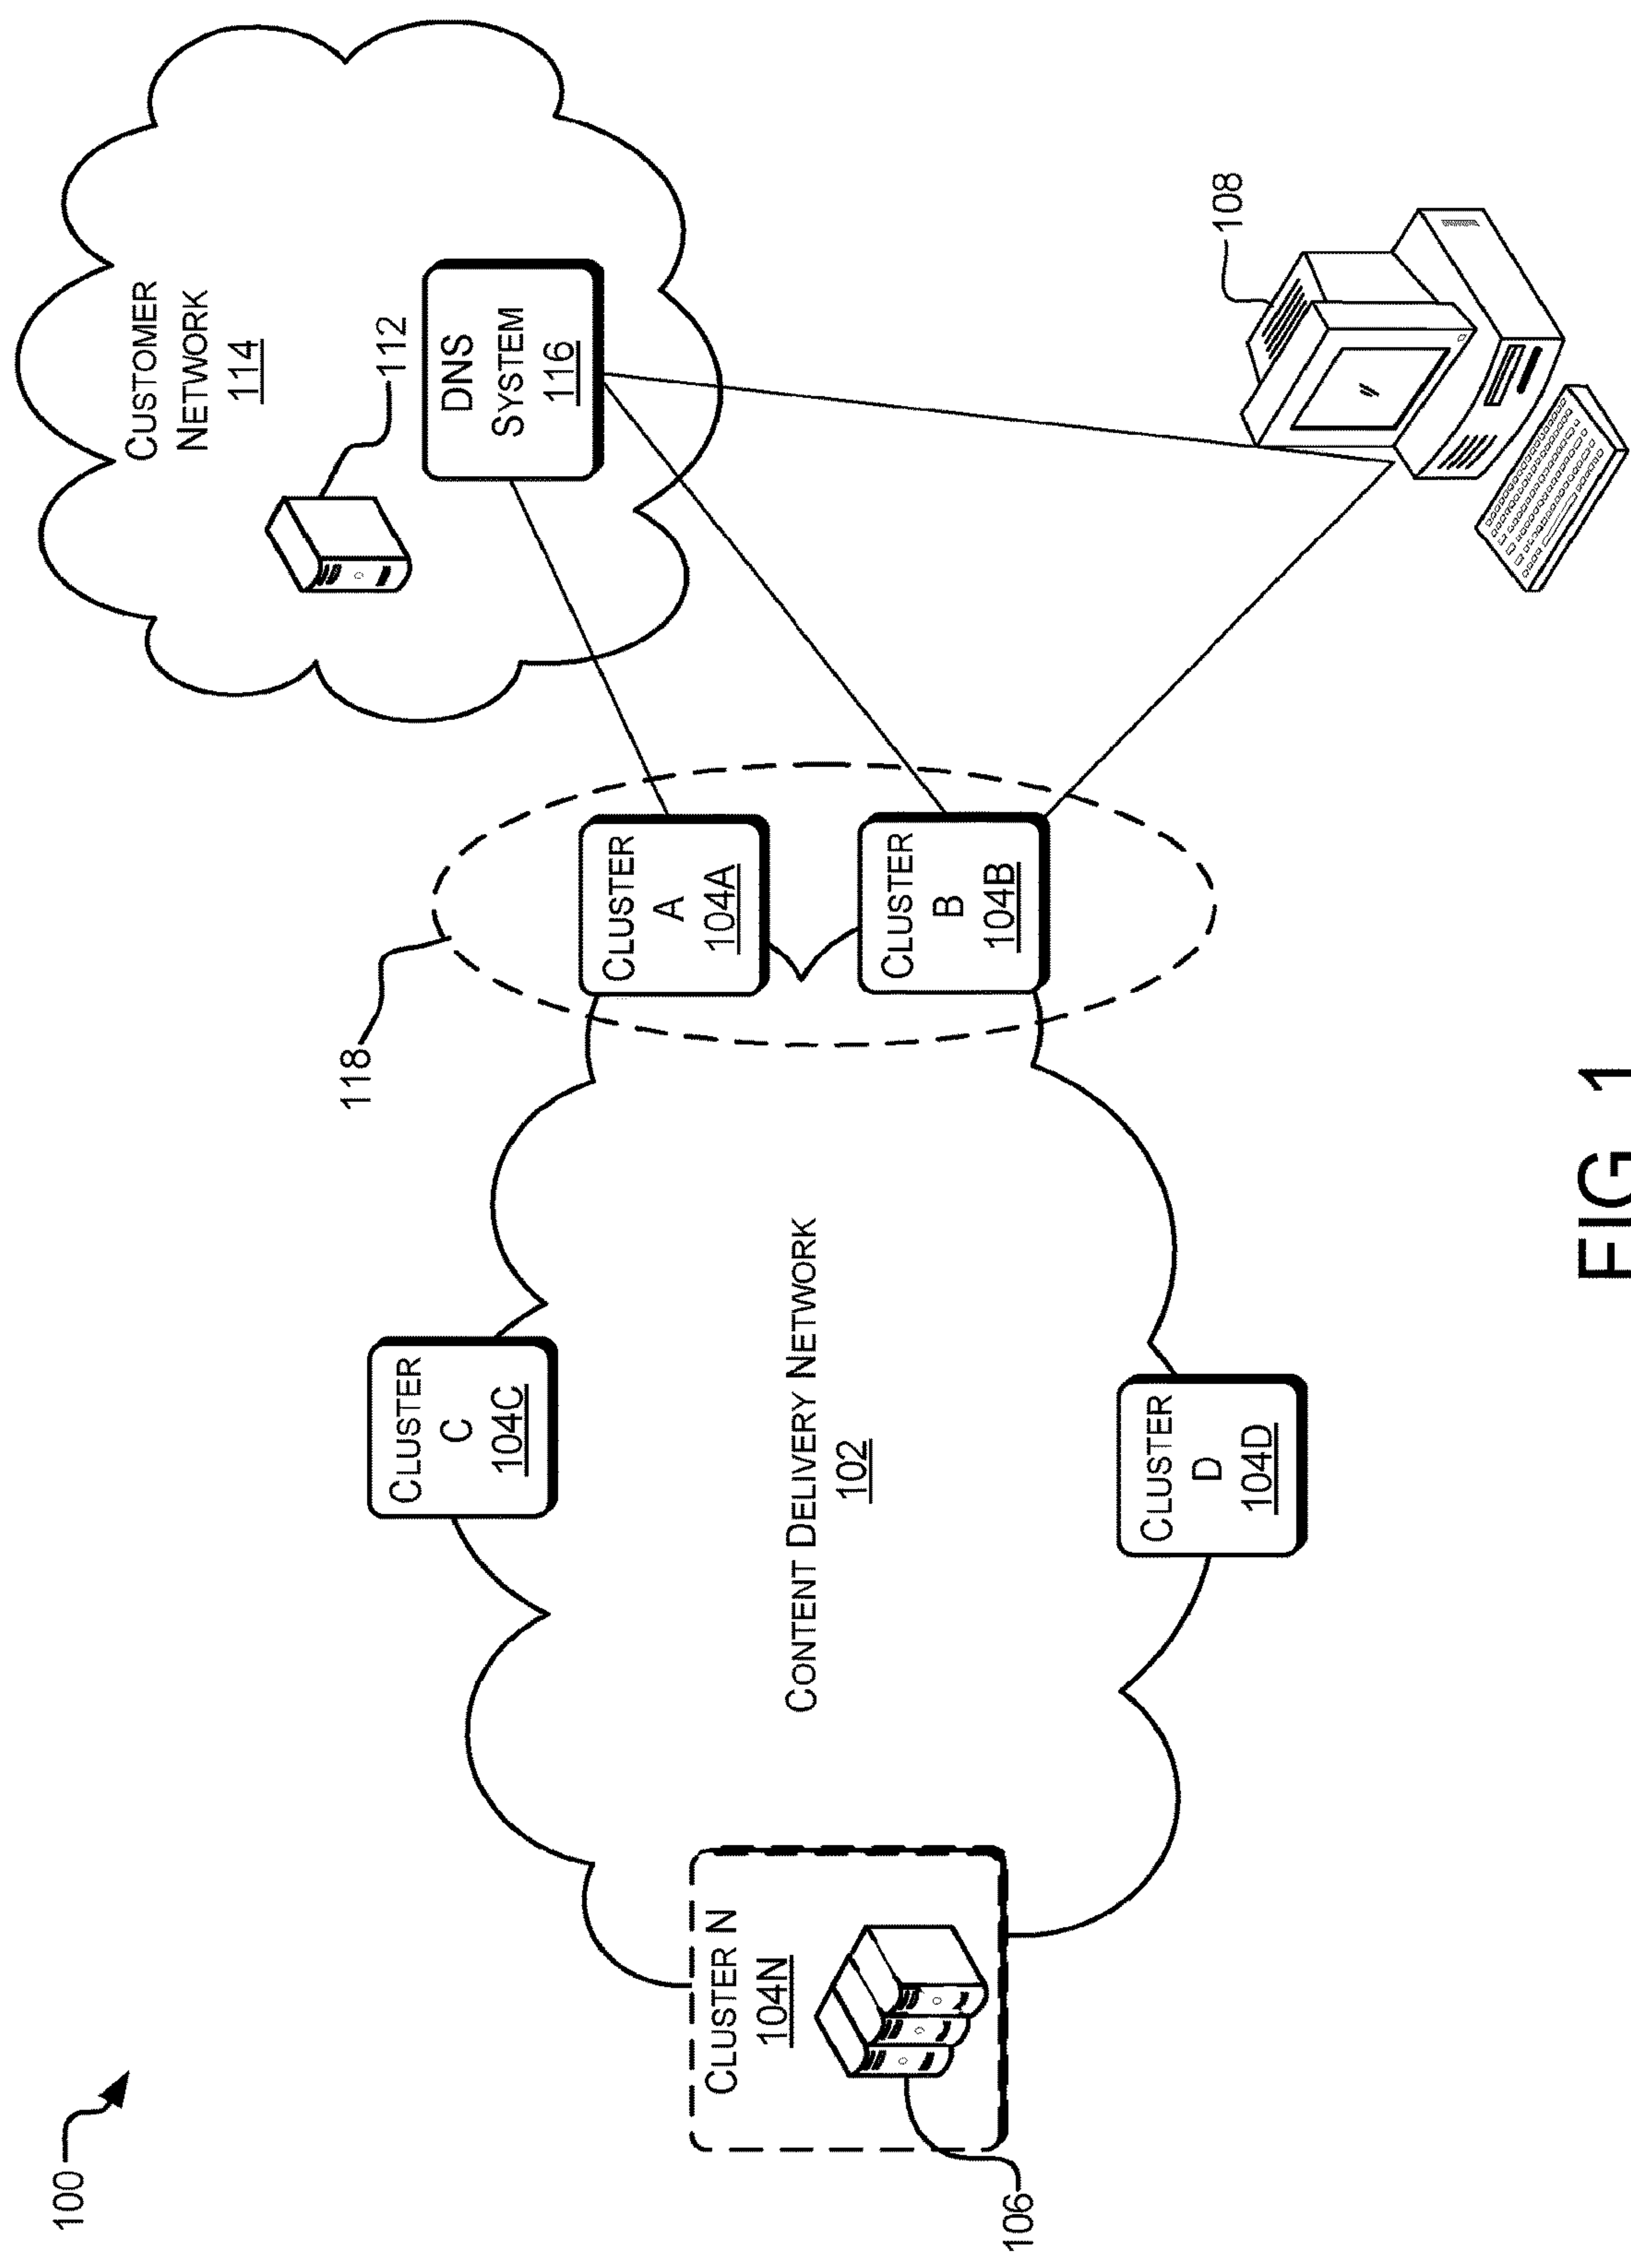 100
CUSTOMER
NETWORK
114
112
DNS
SYSTEM
116
118
CLUSTER
A
104A
CLUSTER
B
104B
CLUSTER
C
104C
CONTENT DELIVERY NETWORK
102
CLUSTER
D
104D
CLUSTER N
104N
106
108
FIG. 1